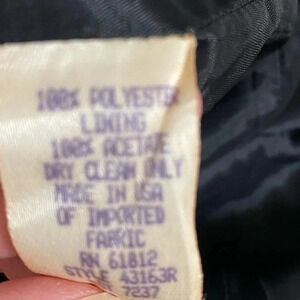 100% POLYESTER
LINING
100% ACETATE
DRY CLEAN ONLY
MADE IN USA
OF IMPORTED
FABRIC
RN 61812
STYLE 43163R
7237